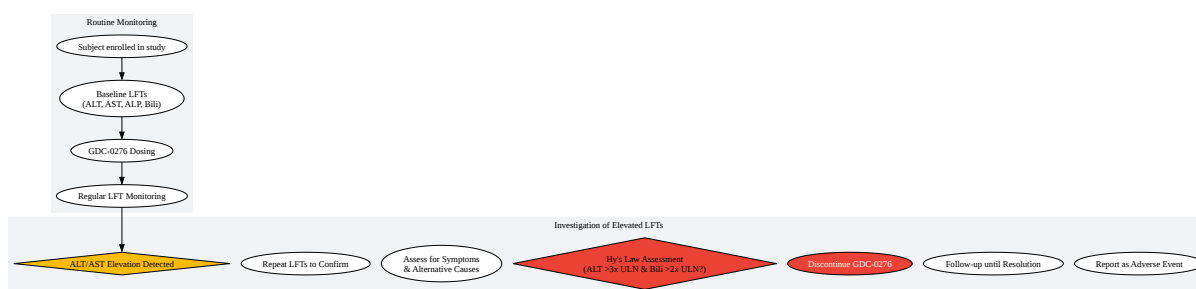 Routine Monitoring
Subject enrolled in study
Baseline LFTs
(ALT, AST, ALP, Bili)
GDC-0276 Dosing
Regular LFT Monitoring
Investigation of Elevated LFTs
ALT/AST Elevation Detected
Repeat LFTs to Confirm
Assess for Symptoms
& Alternative Causes
Hy's Law Assessment
(ALT >3x ULN & Bili >2x ULN?)
Discontinue GDC-0276
Follow-up until Resolution
Report as Adverse Event